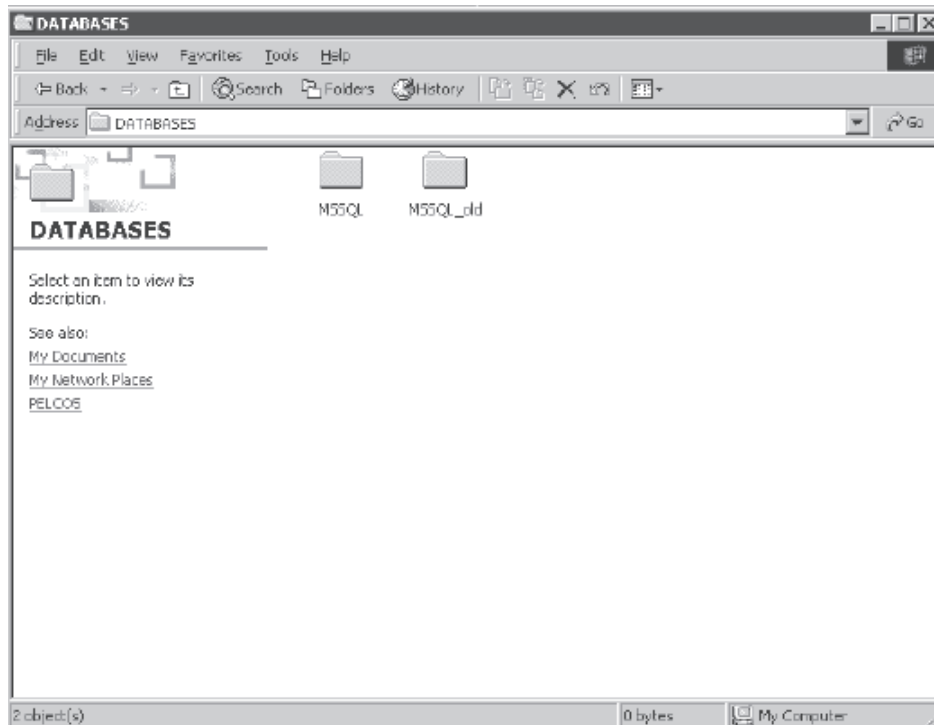 DATABASES
File Edit View Favorites Tools Help
Back Search Folders History
Address DATABASES Go
MSSQL MSSQL_old
DATABASES
Select an item to view its
description.
See also:
My Documents
My Network Places
PELCOS
2 object(s) 0 bytes My Computer